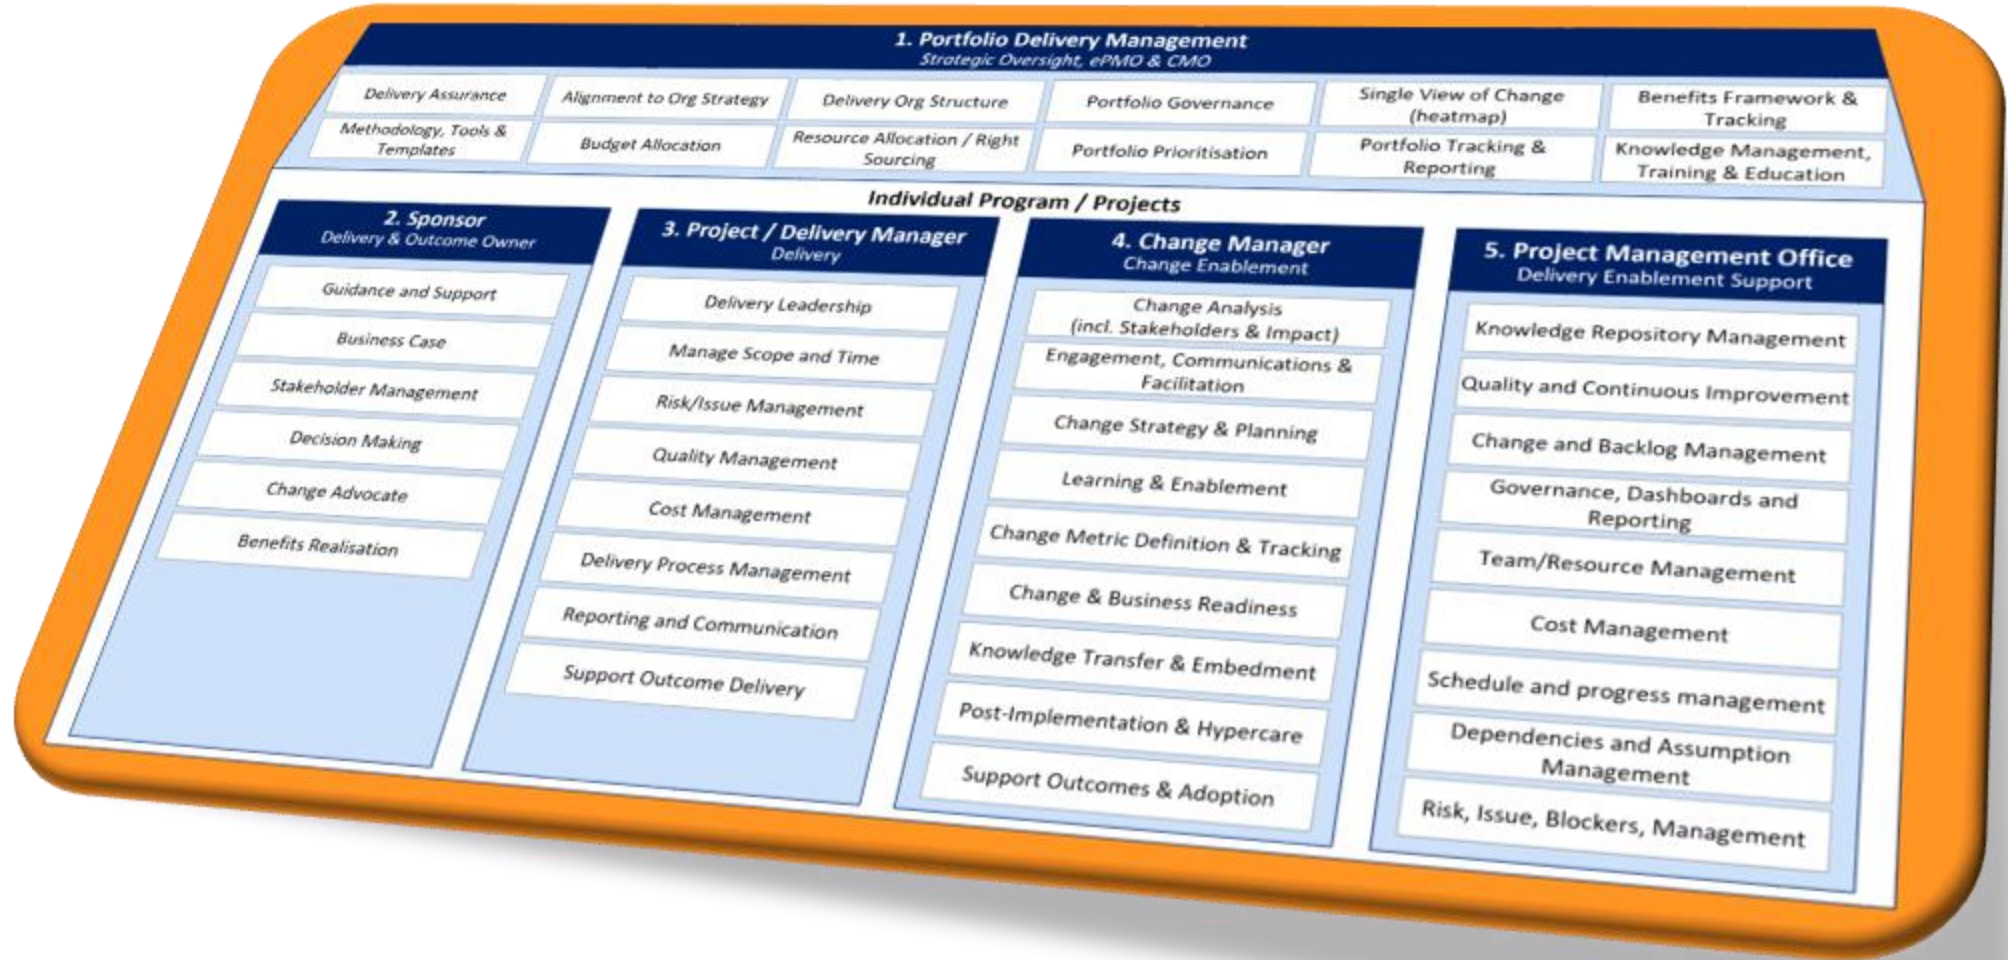 1. Portfolio Delivery Management
Strategic Oversight, ePMO & CMO
Delivery Assurance
Alignment to Org Strategy
Delivery Org Structure
Portfolio Governance
Single View of Change
(heatmap)
Benefits Framework &
Tracking
Methodology, Tools &
Templates
Budget Allocation
Resource Allocation / Right
Sourcing
Portfolio Prioritisation
Portfolio Tracking &
Reporting
Knowledge Management,
Training & Education
Individual Program / Projects
2. Sponsor
Delivery & Outcome Owner
Guidance and Support
Business Case
Stakeholder Management
Decision Making
Change Advocate
Benefits Realisation
3. Project / Delivery Manager
Delivery
Delivery Leadership
Manage Scope and Time
Risk/Issue Management
Quality Management
Cost Management
Delivery Process Management
Reporting and Communication
Support Outcome Delivery
4. Change Manager
Change Enablement
Change Analysis
(incl. Stakeholders & Impact)
Engagement, Communications &
Facilitation
Change Strategy & Planning
Learning & Enablement
Change Metric Definition & Tracking
Change & Business Readiness
Knowledge Transfer & Embedment
Post-Implementation & Hypercare
Support Outcomes & Adoption
5. Project Management Office
Delivery Enablement Support
Knowledge Repository Management
Quality and Continuous Improvement
Change and Backlog Management
Governance, Dashboards and
Reporting
Team/Resource Management
Cost Management
Schedule and progress management
Dependencies and Assumption
Management
Risk, Issue, Blockers, Management